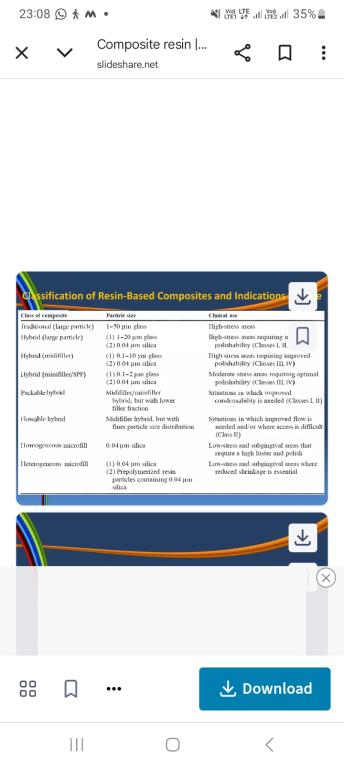 23:08
35%
Composite resin |...
slideshare.net
Classification of Resin-Based Composites and Indications
Class of composite Particle size Clinical use
Traditional (large particle) 1–50 μm glass High-stress areas
Hybrid (large particle) (1) 1–20 μm glass High-stress areas requiring
(2) 0.04 μm silica polishability (Classes I, II,
Hybrid (midifiller) (1) 0.1–10 μm glass High stress areas requiring improved
(2) 0.04 μm silica polishability (Classes III, IV)
Hybrid (minifiller/SPF) (1) 0.1–2 μm glass Moderate stress areas requiring optimal
(2) 0.04 μm silica polishability (Classes III, IV)
Packable hybrid Midifiller/minifiller Situations in which improved
hybrid, but with lower condensability is needed (Classes I, II)
filler fraction
Flowable hybrid Midifiller hybrid, but with Situations in which improved flow is
finer particle size distribution needed and/or where access is difficult
(Class II)
Homogeneous microfill 0.04 μm silica Low-stress and subgingival areas that
require a high luster and polish
Heterogeneous microfill (1) 0.04 μm silica Low-stress and subgingival areas where
(2) Prepolymerized resin reduced shrinkage is essential
particles containing 0.04 μm
silica
Download